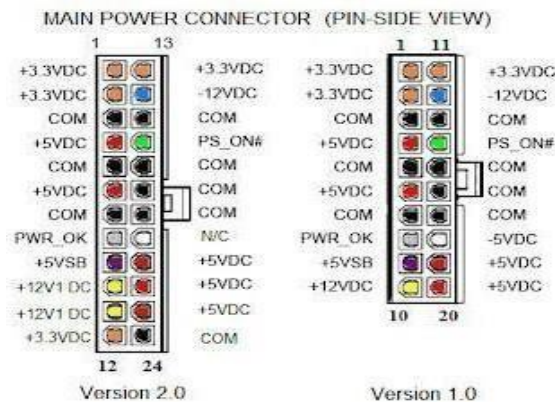 MAIN POWER CONNECTOR (PIN-SIDE VIEW)
1 13
+3.3VDC +3.3VDC
+3.3VDC -12VDC
COM COM
+5VDC PS_ON#
COM COM
+5VDC COM
COM COM
PWR_OK N/C
+5VSB +5VDC
+12V1 DC +5VDC
+12V1 DC +5VDC
+3.3VDC COM
12 24
Version 2.0
1 11
+3.3VDC +3.3VDC
+3.3VDC -12VDC
COM COM
+5VDC PS_ON#
COM COM
+5VDC COM
COM COM
PWR_OK -5VDC
+5VSB +5VDC
+12VDC +5VDC
10 20
Version 1.0